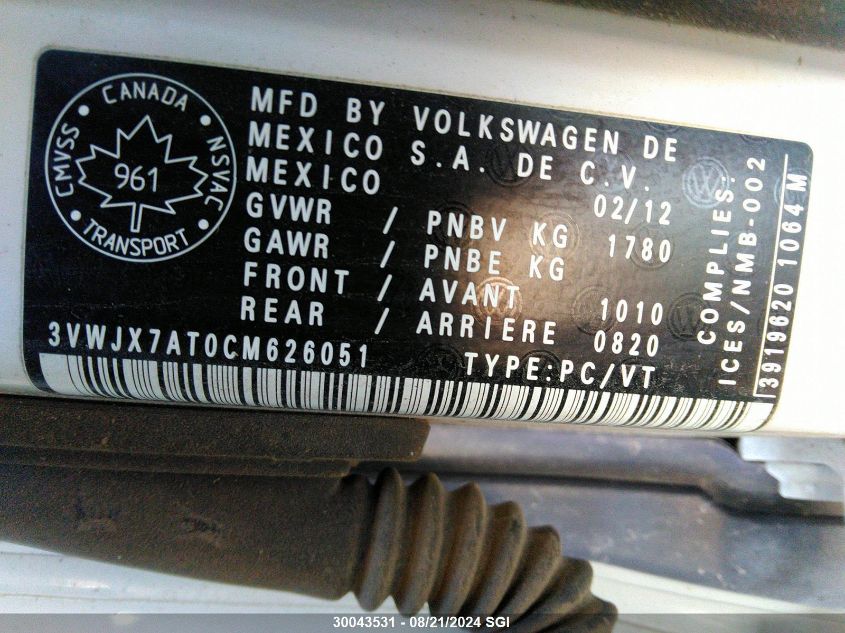 CANADA
CMVSS
NSVAC
961
TRANSPORT
MFD BY VOLKSWAGEN DE
MEXICO S.A. DE C.V.
MEXICO 02/12
GVWR / PNBV KG 1780
GAWR / PNBE KG
FRONT / AVANT 1010
REAR / ARRIERE 0820
3VWJX7AT0CM626051 TYPE:PC/VT
COMPLIES:
ICES/NMB-002
3919620 1064 M
30043531 - 08/21/2024 SGI